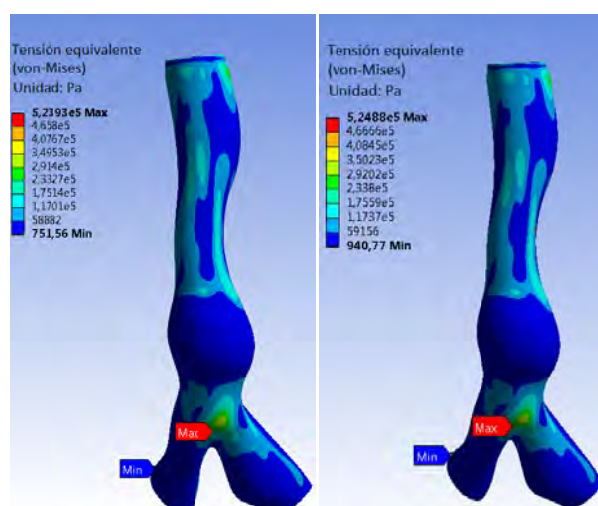 Tensión equivalente
(von-Mises)
Unidad: Pa
5,2393e5 Max
4,658e5
4,0767e5
3,4953e5
2,914e5
2,3327e5
1,7514e5
1,1701e5
58882
751,56 Min
Max
Min
Tensión equivalente
(von-Mises)
Unidad: Pa
5,2488e5 Max
4,6666e5
4,0845e5
3,5023e5
2,9202e5
2,338e5
1,7559e5
1,1737e5
59156
940,77 Min
Max
Min